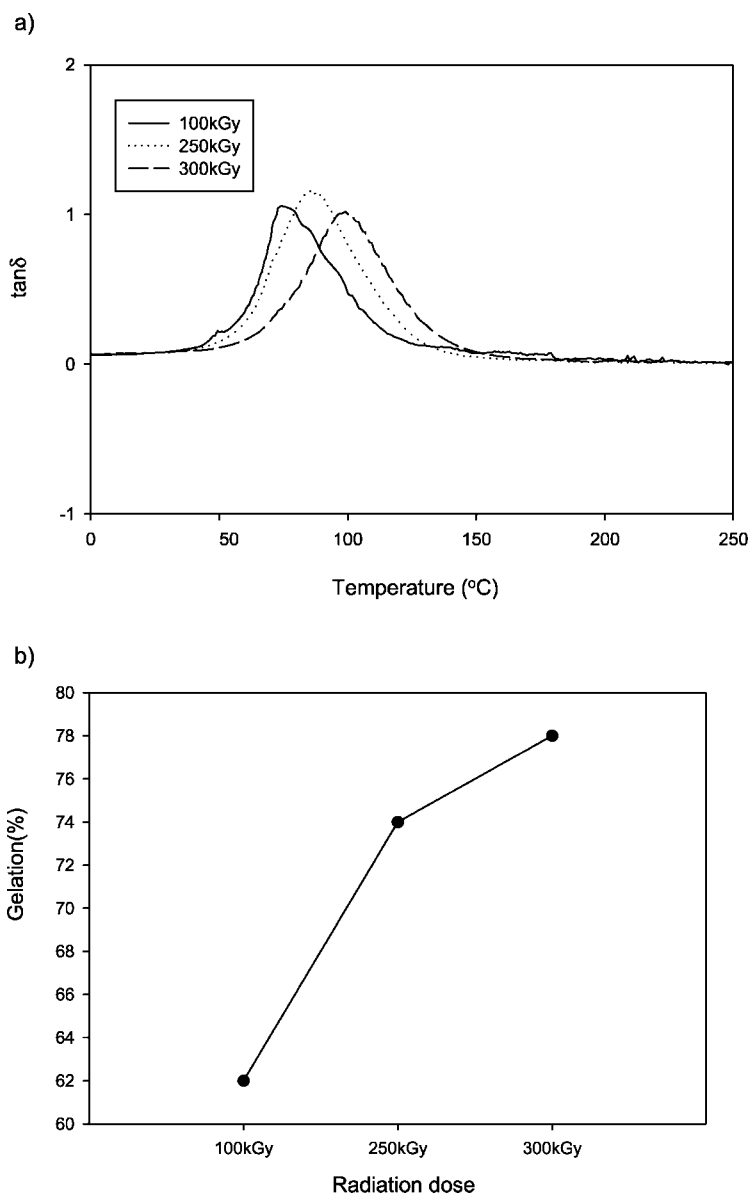 a)
2
1
0
-1
tanδ
100kGy
250kGy
300kGy
0 50 100 150 200 250
Temperature (°C)
b)
80
78
76
74
72
70
68
66
64
62
60
Gelation(%)
100kGy 250kGy 300kGy
Radiation dose